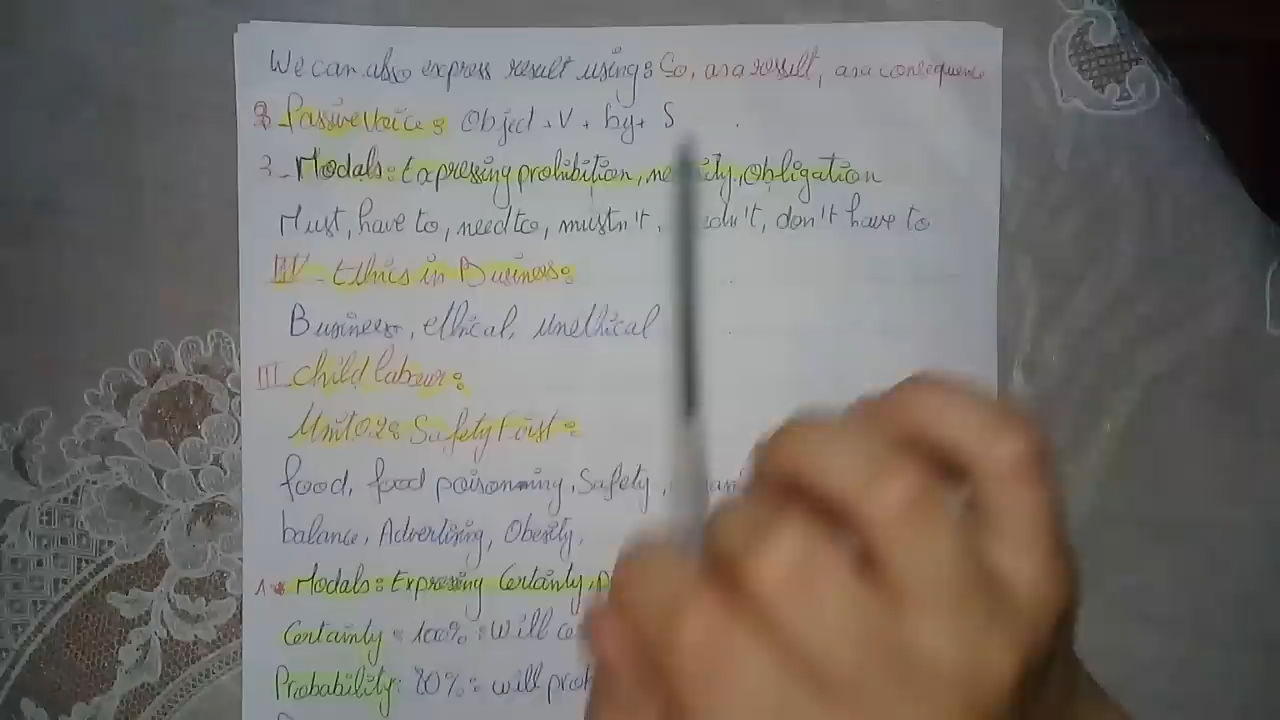 We can also express result using: So, as a result, as a consequence
Passive Voice: Object + V + by + S
3 - Modals: Expressing prohibition, obligation
Must, have to, need to, mustn't, don't have to
IV - Ethics in Business:
Business, ethical, unethical
III - Child labour:
Unit 02: Safety First:
food, food poisonning, Safety,
balance, Advertising, Obesity,
1 Modals: Expressing Certainty,
Certainty = 100% = Will
Probability: 80% = will